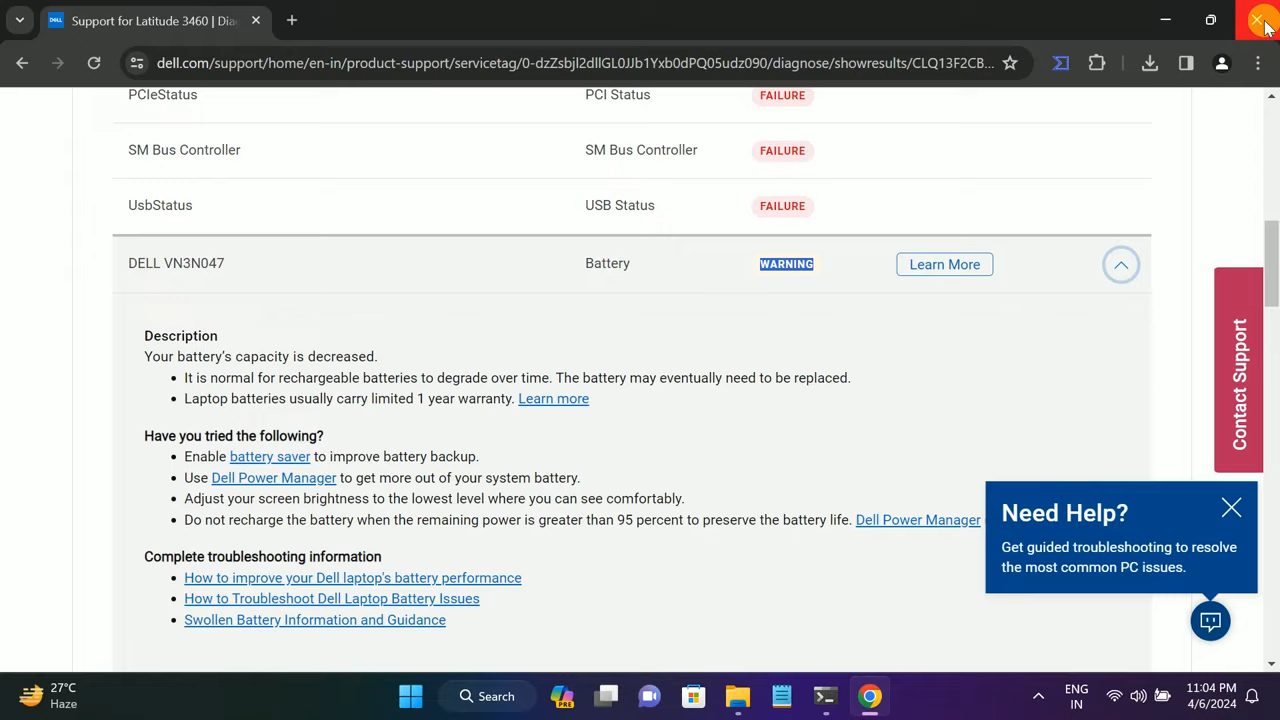 Support for Latitude 3460 | Dia
dell.com/support/home/en-in/product-support/servicetag/0-dzZsbjI2dllGL0Jb1Yxb0dPQ05udz090/diagnose/showresults/CLQ13F2CB...
PCIeStatus PCI Status FAILURE
SM Bus Controller SM Bus Controller FAILURE
UsbStatus USB Status FAILURE
DELL VN3N047 Battery WARNING Learn More
Description
Your battery's capacity is decreased.
• It is normal for rechargeable batteries to degrade over time. The battery may eventually need to be replaced.
• Laptop batteries usually carry limited 1 year warranty. Learn more
Have you tried the following?
• Enable battery saver to improve battery backup.
• Use Dell Power Manager to get more out of your system battery.
• Adjust your screen brightness to the lowest level where you can see comfortably.
• Do not recharge the battery when the remaining power is greater than 95 percent to preserve the battery life. Dell Power Manager
Complete troubleshooting information
• How to improve your Dell laptop's battery performance
• How to Troubleshoot Dell Laptop Battery Issues
• Swollen Battery Information and Guidance
Contact Support
Need Help?
Get guided troubleshooting to resolve
the most common PC issues.
27°C
Haze
Search
PRE
ENG
IN
11:04 PM
4/6/2024